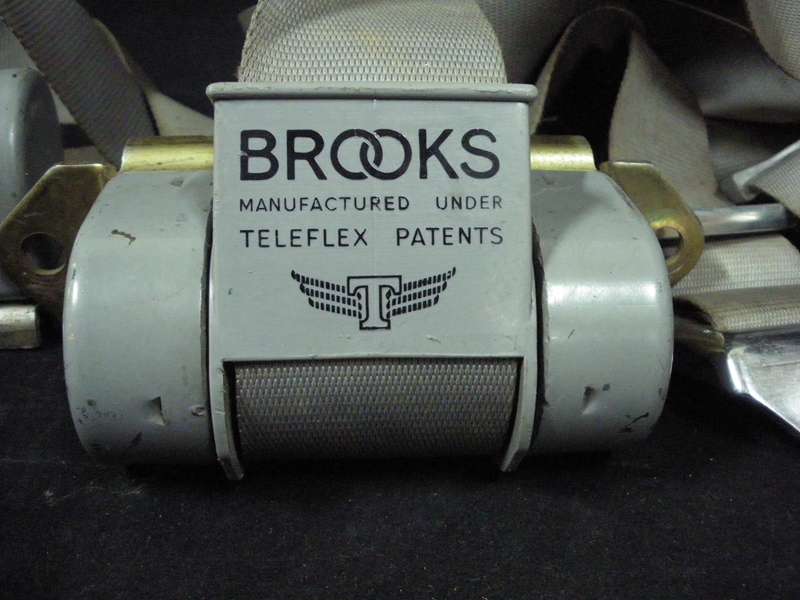 BROOKS
MANUFACTURED UNDER
TELEFLEX PATENTS
T